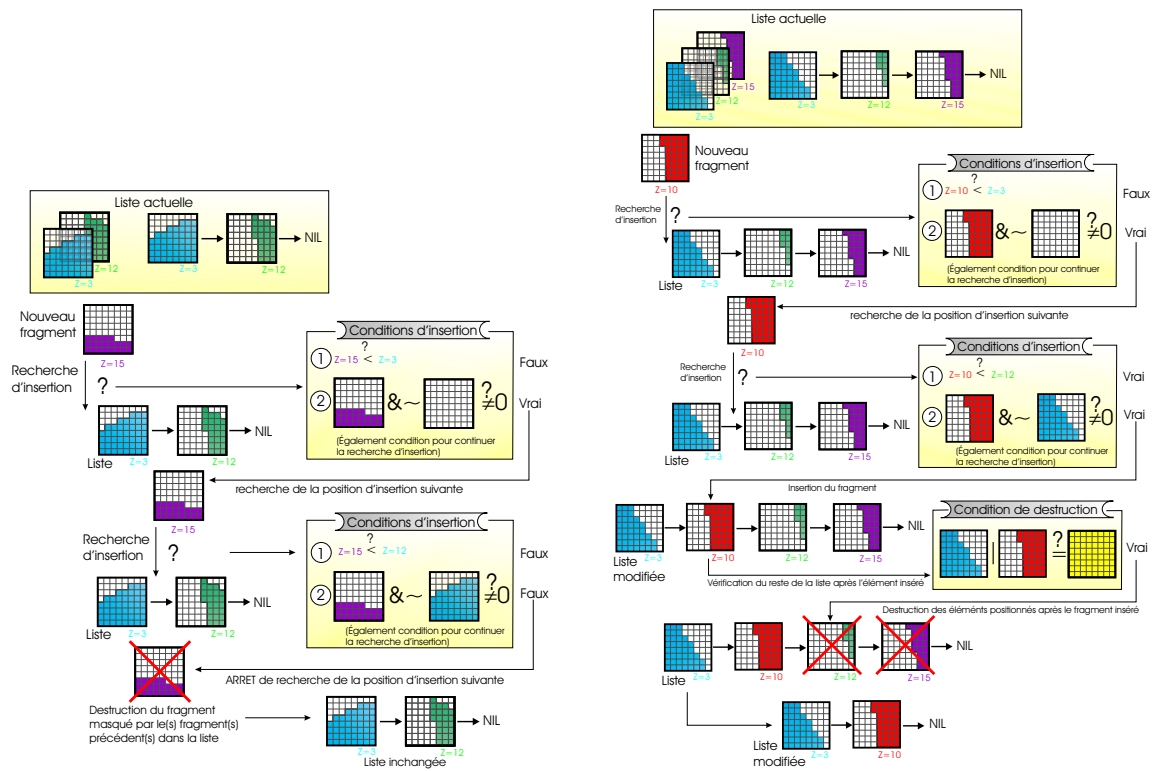 Liste actuelle
Z=12
Z=3
Z=3
Z=12
NIL
Nouveau
fragment
Z=15
Recherche
d'insertion
?
Conditions d'insertion
1 Z=15 ?< Z=3
Faux
2 &~ ?≠0
Vrai
(Également condition pour continuer
la recherche d'insertion)
Liste
Z=3
Z=12
NIL
recherche de la position d'insertion suivante
Z=15
Recherche
d'insertion
?
Conditions d'insertion
1 Z=15 ?< Z=12
Faux
2 &~ ?≠0
Faux
(Également condition pour continuer
la recherche d'insertion)
Liste
Z=3
Z=12
NIL
ARRET de recherche de la position d'insertion suivante
Destruction du fragment
masqué par le(s) fragment(s)
précédent(s) dans la liste
Z=3
Z=12
NIL
Liste inchangée
Liste actuelle
Z=15
Z=12
Z=3
Z=3
Z=12
Z=15
NIL
Nouveau
fragment
Z=10
Recherche
d'insertion
?
Conditions d'insertion
1 Z=10 ?< Z=3
Faux
2 &~ ?≠0
Vrai
(Également condition pour continuer
la recherche d'insertion)
Liste
Z=3
Z=12
Z=15
NIL
recherche de la position d'insertion suivante
Z=10
Recherche
d'insertion
?
Conditions d'insertion
1 Z=10 ?< Z=12
Vrai
2 &~ ?≠0
Vrai
(Également condition pour continuer
la recherche d'insertion)
Liste
Z=3
Z=12
Z=15
NIL
Insertion du fragment
Liste
modifiée
Z=3
Z=10
Z=12
Z=15
NIL
Condition de destruction
| ?=
Vrai
Vérification du reste de la liste après l'élément inséré
Destruction des éléments positionnés après le fragment inséré
Liste
Z=3
Z=10
Z=12
Z=15
NIL
Liste
modifiée
Z=3
Z=10
NIL